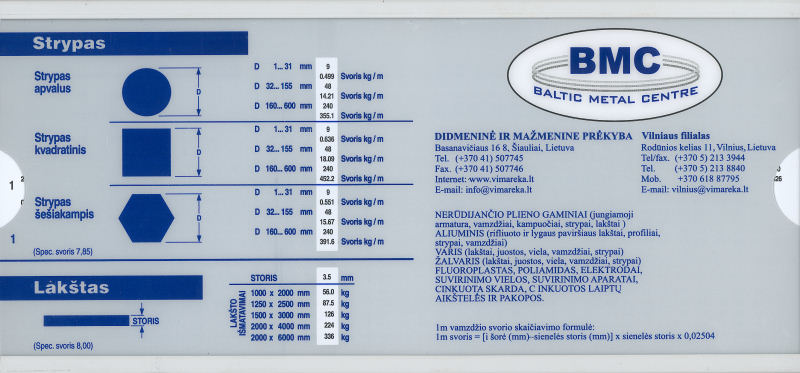 Strypas
Strypas
apvalus
D
D 1... 31 mm 9
0.499 Svoris kg / m
D 32... 155 mm 48
14.21 Svoris kg / m
D 160... 600 mm 240
355.1 Svoris kg / m
Strypas
kvadratinis
D
D 1... 31 mm 9
0.636 Svoris kg / m
D 32... 155 mm 48
18.09 Svoris kg / m
D 160... 600 mm 240
452.2 Svoris kg / m
1
Strypas
šešiakampis
D
D 1... 31 mm 9
0.551 Svoris kg / m
D 32... 155 mm 48
15.67 Svoris kg / m
D 160... 600 mm 240
391.6 Svoris kg / m
1
(Spec. svoris 7,85)
Lakštas
STORIS
(Spec. svoris 8,00)
LAKŠTO
IŠMATAVIMAI
STORIS 3.5 mm
1000 x 2000 mm 56.0 kg
1250 x 2500 mm 87.5 kg
1500 x 3000 mm 126 kg
2000 x 4000 mm 224 kg
2000 x 6000 mm 336 kg
BMC
BALTIC METAL CENTRE
DIDMENINĖ IR MAŽMENINE PRĖKYBA
Basanavičiaus 16 8, Šiauliai, Lietuva
Tel. (+370 41) 507745
Fax. (+370 41) 507746
Internet: www.vimareka.lt
E-mail: info@vimareka.lt
Vilniaus filialas
Rodūnios kelias 11, Vilnius, Lietuva
Tel/fax. (+370 5) 213 3944
Tel. (+370 5) 213 8840
Mob. +370 618 87795
E-mail: vilnius@vimareka.lt
NERŪDIJANČIO PLIENO GAMINIAI (jungiamoji
armatura, vamzdžiai, kampuočiai, strypai, lakštai )
ALIUMINIS (rifliuoto ir lygaus paviršiaus lakštai, profiliai,
strypai, vamzdžiai)
VARIS (lakštai, juostos, viela, vamzdžiai, strypai)
ŽALVARIS (lakštai, juostos, viela, vamzdžiai, strypai)
FLUOROPLASTAS, POLIAMIDAS, ELEKTRODAI,
SUVIRINIMO VIELOS, SUVIRINIMO APARATAI,
CINKUOTA SKARDA, C INKUOTOS LAIPTŲ
AIKŠTELĖS IR PAKOPOS.
1m vamzdžio svorio skaičiavimo formulė:
1m svoris = [i šorė (mm)–sienelės storis (mm)] x sienelės storis x 0,02504